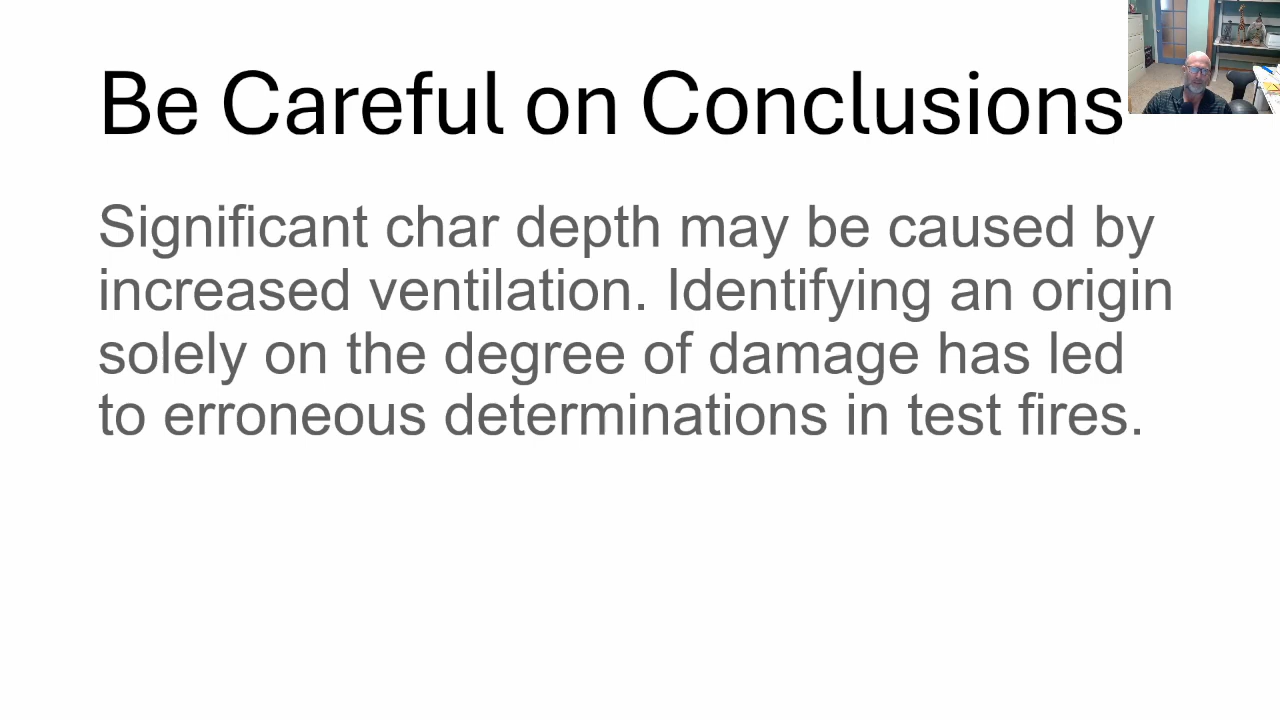 Be Careful on Conclusions
Significant char depth may be caused by
increased ventilation. Identifying an origin
solely on the degree of damage has led
to erroneous determinations in test fires.